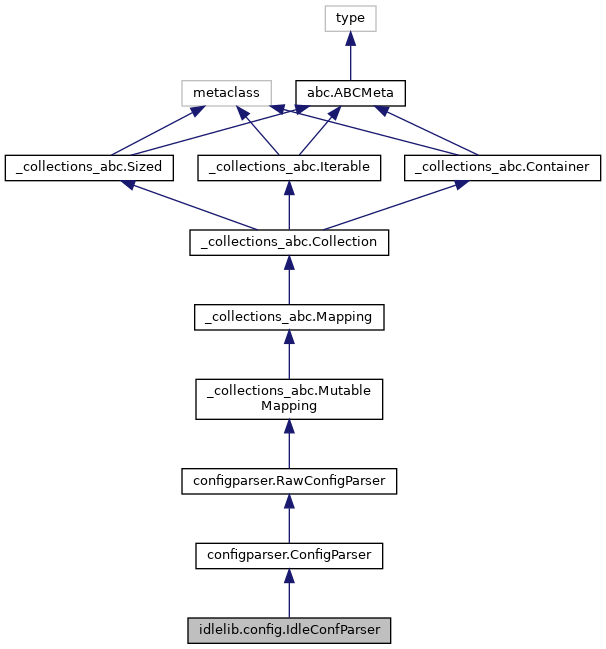 type
metaclass
abc.ABCMeta
_collections_abc.Sized
_collections_abc.Iterable
_collections_abc.Container
_collections_abc.Collection
_collections_abc.Mapping
_collections_abc.Mutable
Mapping
configparser.RawConfigParser
configparser.ConfigParser
idlelib.config.IdleConfParser